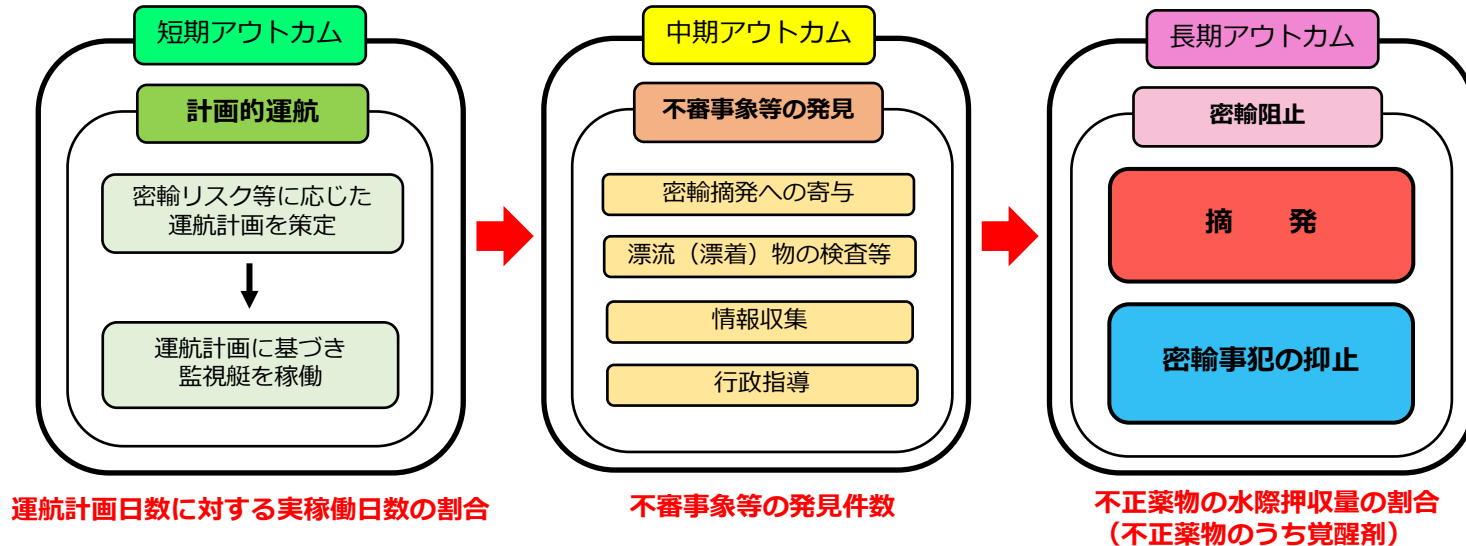 短期アウトカム
計画的運航
密輸リスク等に応じた
運航計画を策定
運航計画に基づき
監視艇を稼働
運航計画日数に対する実稼働日数の割合
中期アウトカム
不審事象等の発見
密輸摘発への寄与
漂流（漂着）物の検査等
情報収集
行政指導
不審事象等の発見件数
長期アウトカム
密輸阻止
摘　　発
密輸事犯の抑止
不正薬物の水際押収量の割合
（不正薬物のうち覚醒剤）